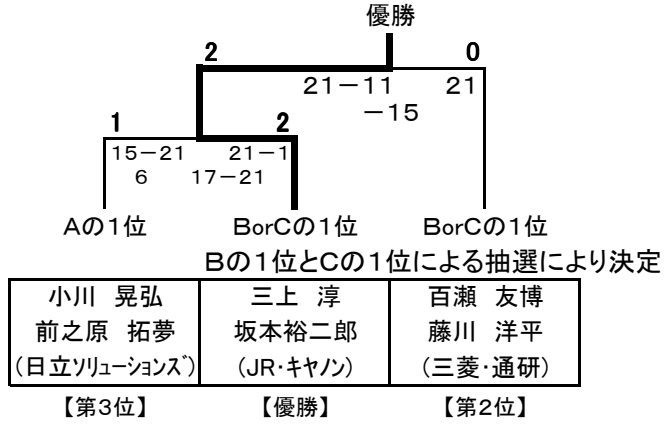 優勝
2 0
21－11 21
－15
1 2
15－21 21－1
6 17－21
Aの1位 BorCの1位 BorCの1位
Bの1位とCの1位による抽選により決定
小川 晃弘 三上 淳 百瀬 友博
前之原 拓夢 坂本裕二郎 藤川 洋平
(日立ソリューションズ) (JR・キヤノン) (三菱・通研)
【第3位】 【優勝】 【第2位】